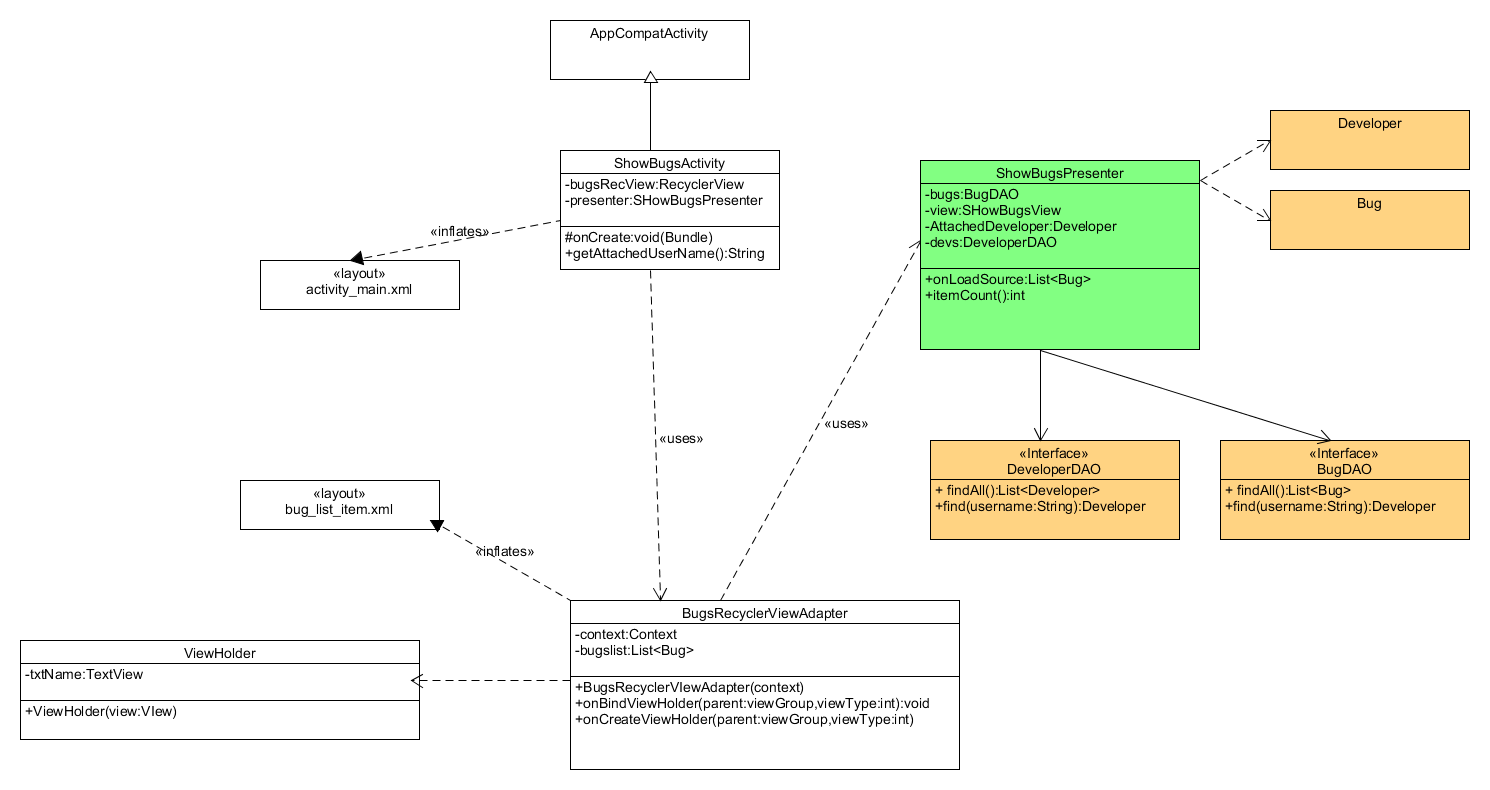 AppCompatActivity
ShowBugsActivity
-bugsRecView:RecyclerView
-presenter:SHowBugsPresenter
#onCreate:void(Bundle)
+getAttachedUserName():String
«inflates»
«layout»
activity_main.xml
Developer
Bug
ShowBugsPresenter
-bugs:BugDAO
-view:SHowBugsView
-AttachedDeveloper:Developer
-devs:DeveloperDAO
+onLoadSource:List<Bug>
+itemCount():int
«uses»
«uses»
«Interface»
DeveloperDAO
+ findAll():List<Developer>
+find(username:String):Developer
«Interface»
BugDAO
+ findAll():List<Bug>
+find(username:String):Developer
«layout»
bug_list_item.xml
«inflates»
ViewHolder
-txtName:TextView
+ViewHolder(view:VIew)
BugsRecyclerViewAdapter
-context:Context
-bugslist:List<Bug>
+BugsRecyclerVIewAdapter(context)
+onBindViewHolder(parent:viewGroup,viewType:int):void
+onCreateViewHolder(parent:viewGroup,viewType:int)